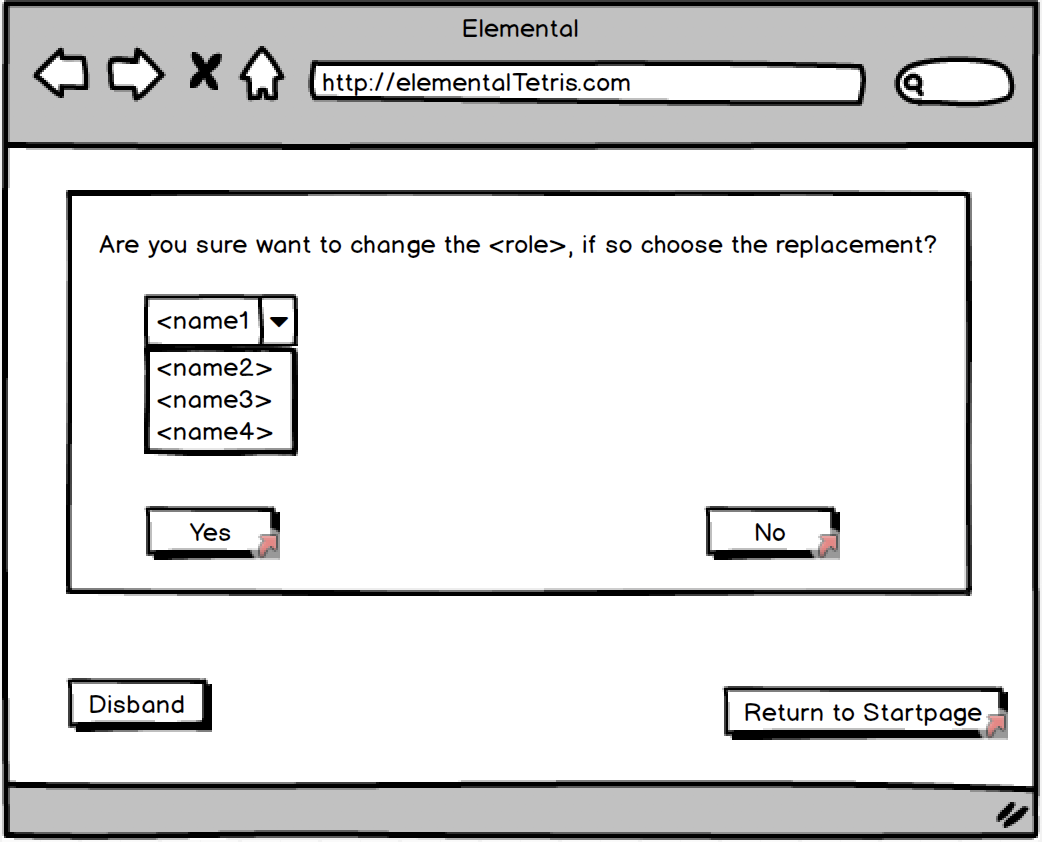 Elemental
http://elementalTetris.com
Are you sure want to change the <role>, if so choose the replacement?
<name1
<name2>
<name3>
<name4>
Yes
No
Disband
Return to Startpage